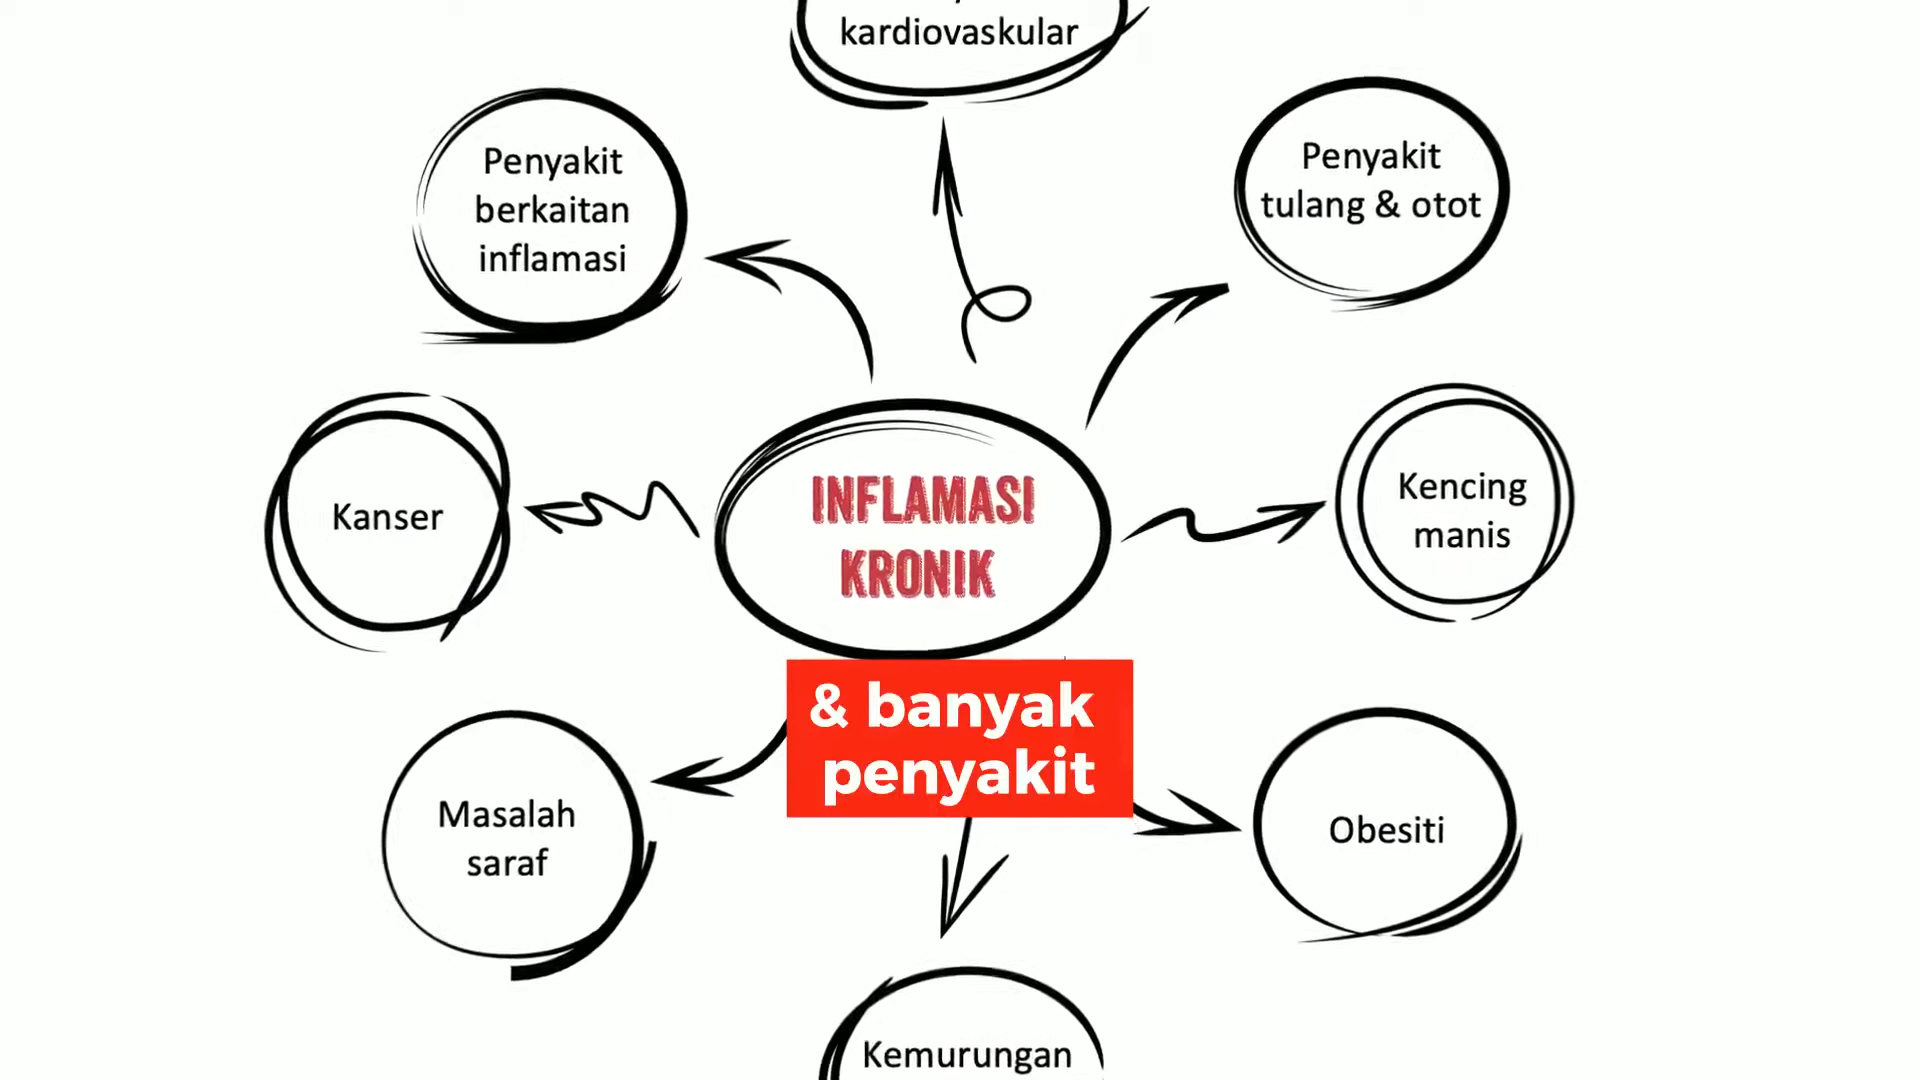 kardiovaskular
Penyakit
berkaitan
inflamasi
Penyakit
tulang & otot
Kanser
INFLAMASI
KRONIK
Kencing
manis
& banyak
penyakit
Masalah
saraf
Obesiti
Kemurungan